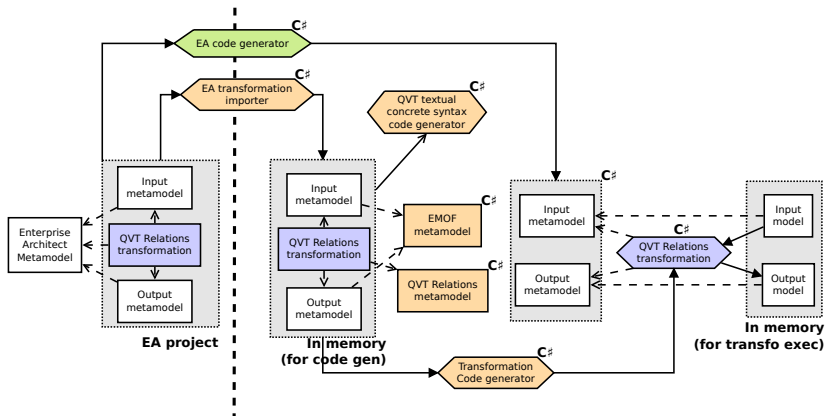 C♯
EA code generator
C♯
EA transformation
importer
C♯
QVT textual
concrete syntax
code generator
Input
metamodel
Enterprise
Architect
Metamodel
QVT Relations
transformation
Output
metamodel
EA project
Input
metamodel
QVT Relations
transformation
Output
metamodel
In memory
(for code gen)
C♯
EMOF
metamodel
C♯
QVT Relations
metamodel
C♯
Transformation
Code generator
C♯
Input
metamodel
Output
metamodel
C♯
QVT Relations
transformation
Input
model
Output
model
In memory
(for transfo exec)